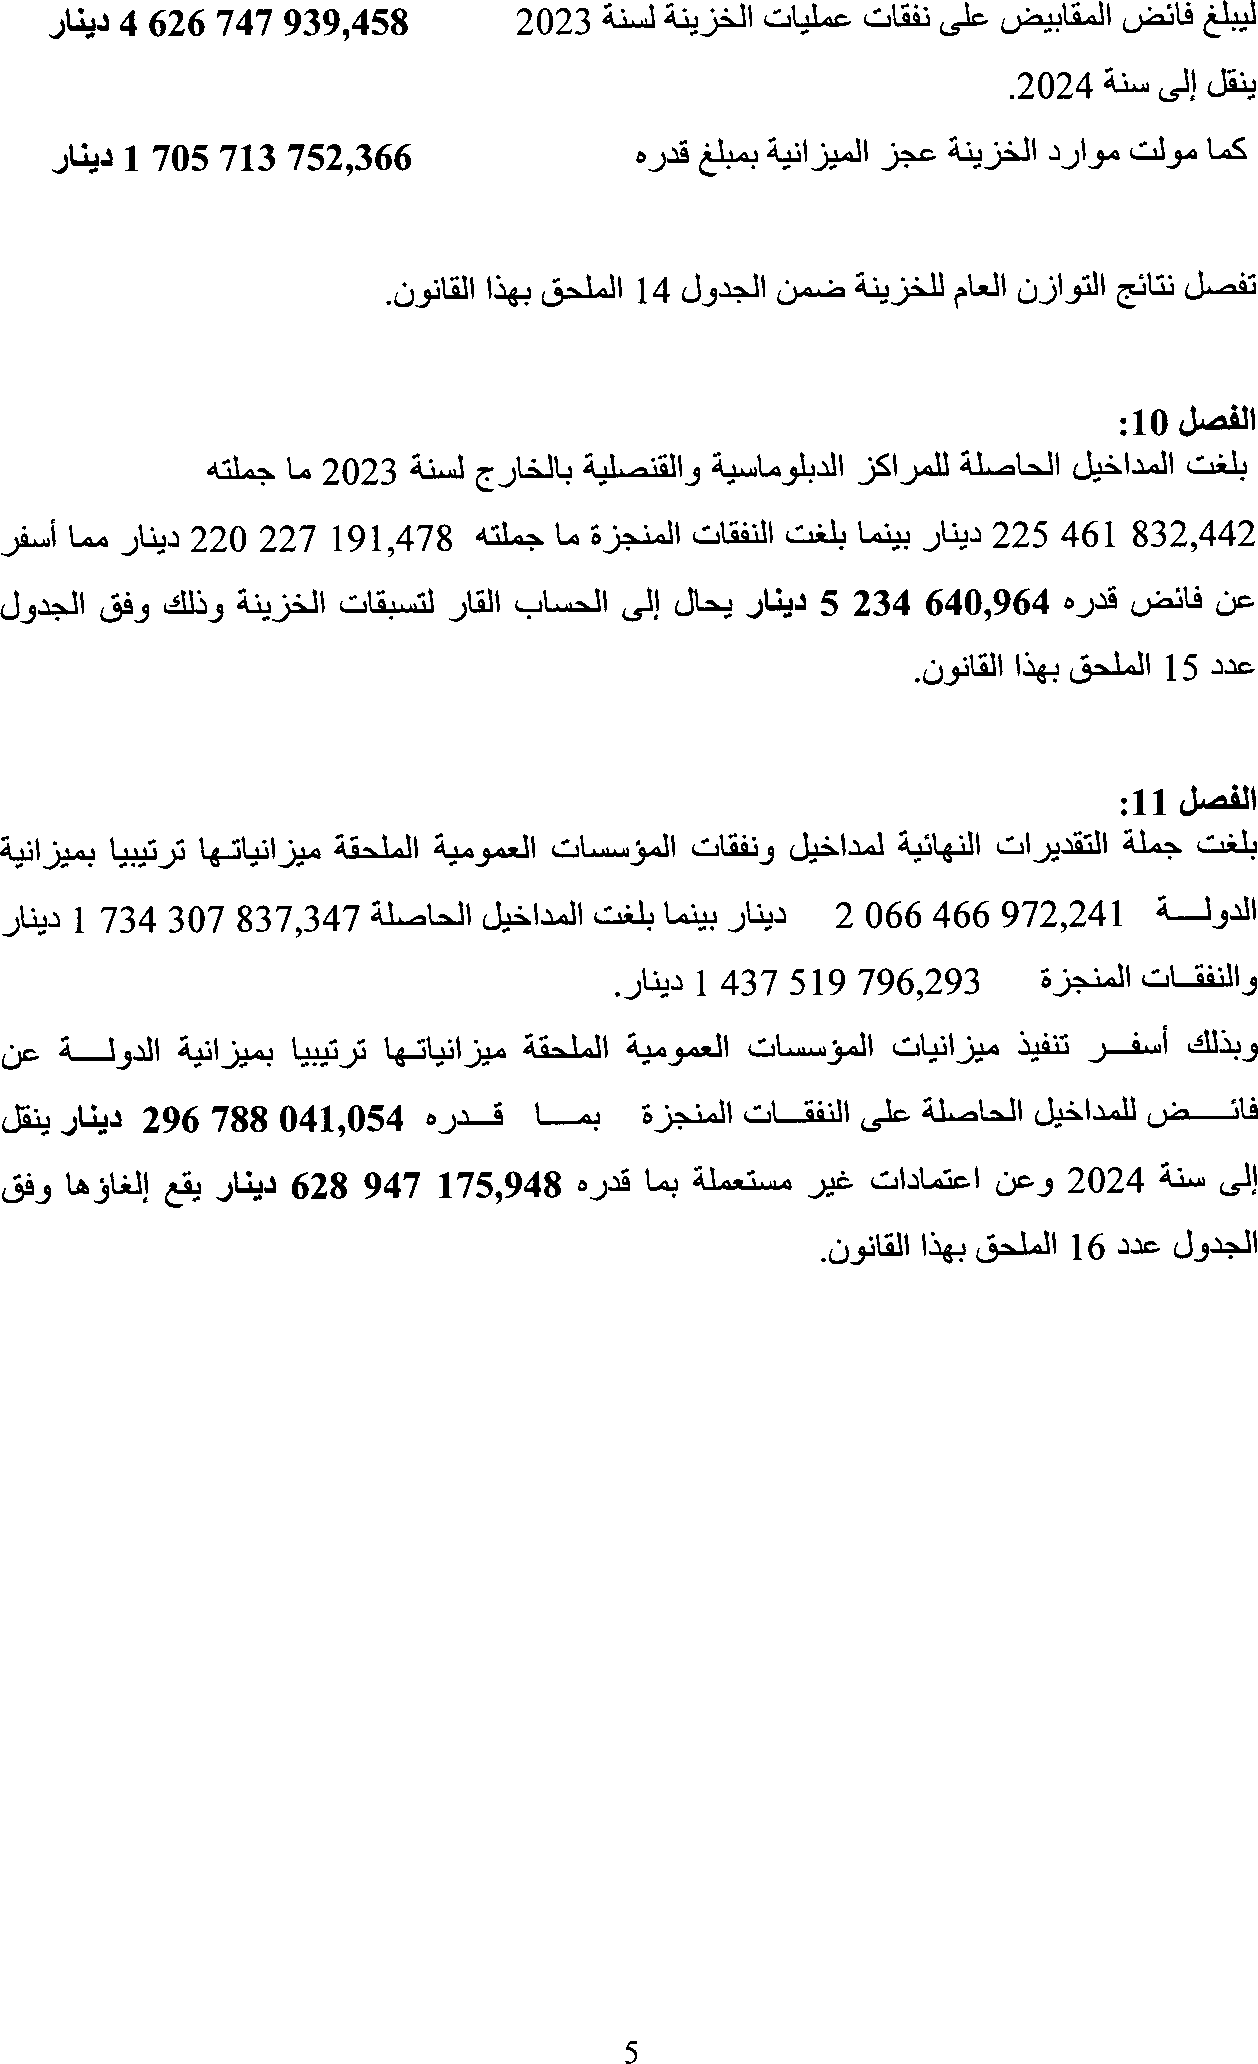 ليبلغ فائض المقابيض على نفقات عمليات الخزينة لسنة 2023 4 626 747 939,458 دينار
ينقل إلى سنة 2024.
كما مولت موارد الخزينة عجز الميزانية بمبلغ قدره 1 705 713 752,366 دينار
تفصل نتائج التوازن العام للخزينة ضمن الجدول 14 الملحق بهذا القانون.
الفصل 10:
بلغت المداخيل الحاصلة للمراكز الدبلوماسية والقنصلية بالخارج لسنة 2023 ما جملته
225 461 832,442 دينار بينما بلغت النفقات المنجزة ما جملته 220 227 191,478 دينار مما أسفر
عن فائض قدره 5 234 640,964 دينار يحال إلى الحساب القار لتسبقات الخزينة وذلك وفق الجدول
عدد 15 الملحق بهذا القانون.
الفصل 11:
بلغت جملة التقديرات النهائية لمداخيل ونفقات المؤسسات العمومية الملحقة ميزانياتها ترتيبيا بميزانية
الدولــة 2 066 466 972,241 دينار بينما بلغت المداخيل الحاصلة 1 734 307 837,347 دينار
والنفقــات المنجزة 1 437 519 796,293 دينار.
وبذلك أسفــر تنفيذ ميزانيات المؤسسات العمومية الملحقة ميزانياتها ترتيبيا بميزانية الدولــة عن
فائــــض للمداخيل الحاصلة على النفقــات المنجزة بمــا قــدره 296 788 041,054 دينار ينقل
إلى سنة 2024 وعن اعتمادات غير مستعملة بما قدره 628 947 175,948 دينار يقع إلغاؤها وفق
الجدول عدد 16 الملحق بهذا القانون.
5